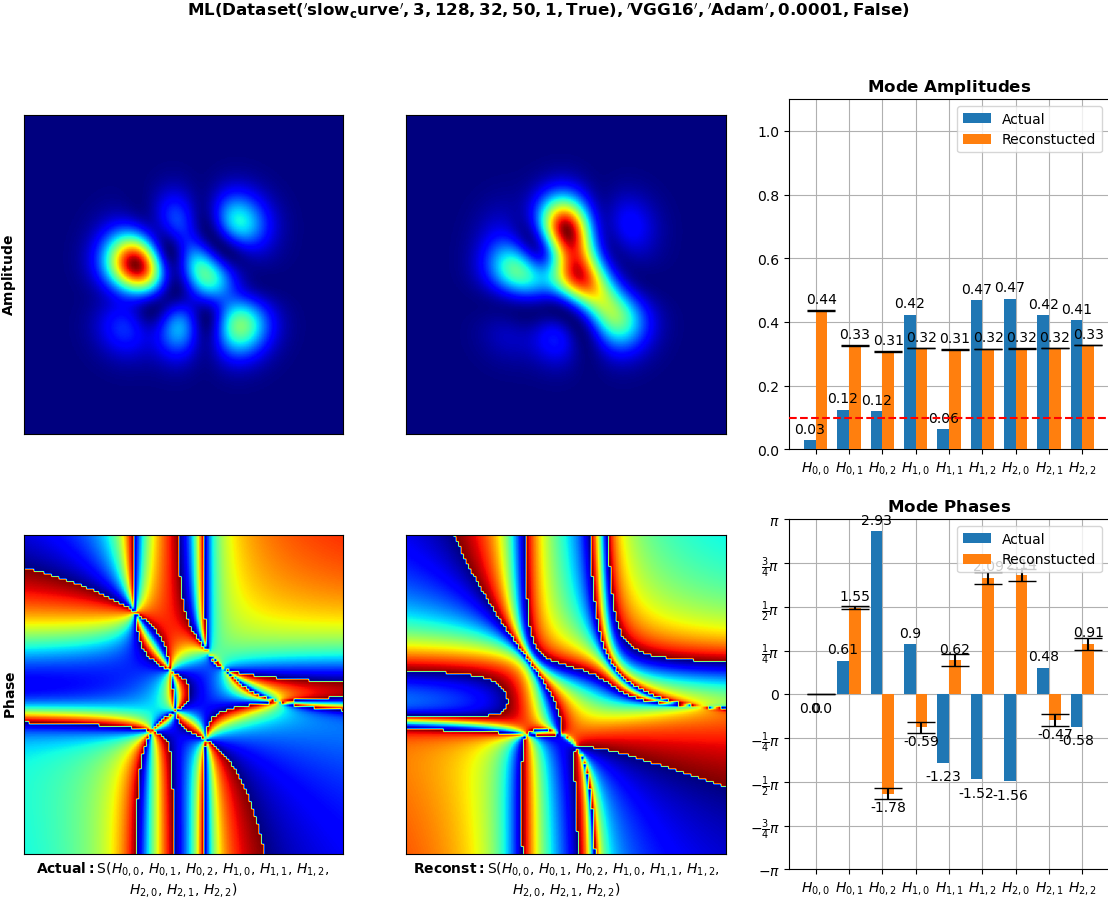 ML(Dataset('slow_curve', 3, 128, 32, 50, 1, True), 'VGG16', 'Adam', 0.0001, False)
Amplitude
Mode Amplitudes
Actual
Reconstucted
1.0
0.8
0.6
0.4
0.2
0.0
0.03
0.44
0.12
0.33
0.12
0.31
0.42
0.32
0.06
0.31
0.47
0.32
0.47
0.32
0.42
0.32
0.41
0.33
H0,0 H0,1 H0,2 H1,0 H1,1 H1,2 H2,0 H2,1 H2,2
Phase
Actual: S(H0,0, H0,1, H0,2, H1,0, H1,1, H1,2,
H2,0, H2,1, H2,2)
Reconst: S(H0,0, H0,1, H0,2, H1,0, H1,1, H1,2,
H2,0, H2,1, H2,2)
Mode Phases
Actual
Reconstucted
π
3/4π
1/2π
1/4π
0
−1/4π
−1/2π
−3/4π
−π
0.0
0.0
0.61
1.55
2.93
-1.78
0.9
-0.59
-1.23
0.62
-1.52
2.09
-1.56
0.48
-0.47
-0.58
0.91
H0,0 H0,1 H0,2 H1,0 H1,1 H1,2 H2,0 H2,1 H2,2